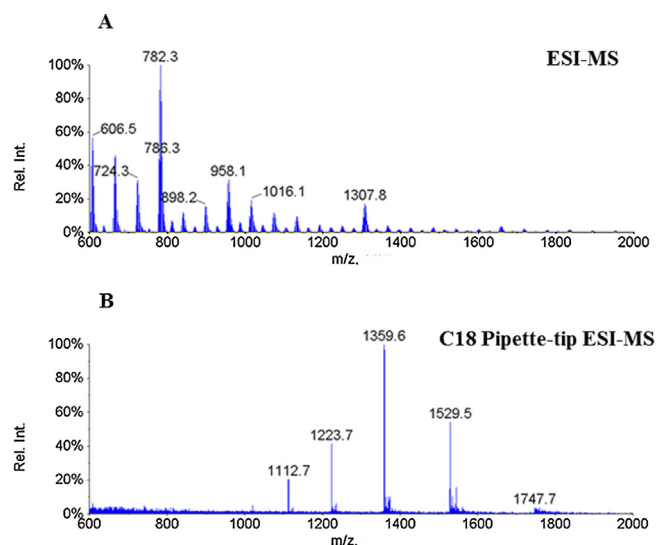 A
ESI-MS
Rel. Int.
100%
80%
60%
40%
20%
0%
782.3
606.5
786.3
724.3
898.2
958.1
1016.1
1307.8
600 800 1000 1200 1400 1600 1800 2000
m/z,
B
C18 Pipette-tip ESI-MS
Rel. Int.
100%
80%
60%
40%
20%
0%
1359.6
1529.5
1223.7
1112.7
1747.7
600 800 1000 1200 1400 1600 1800 2000
m/z,